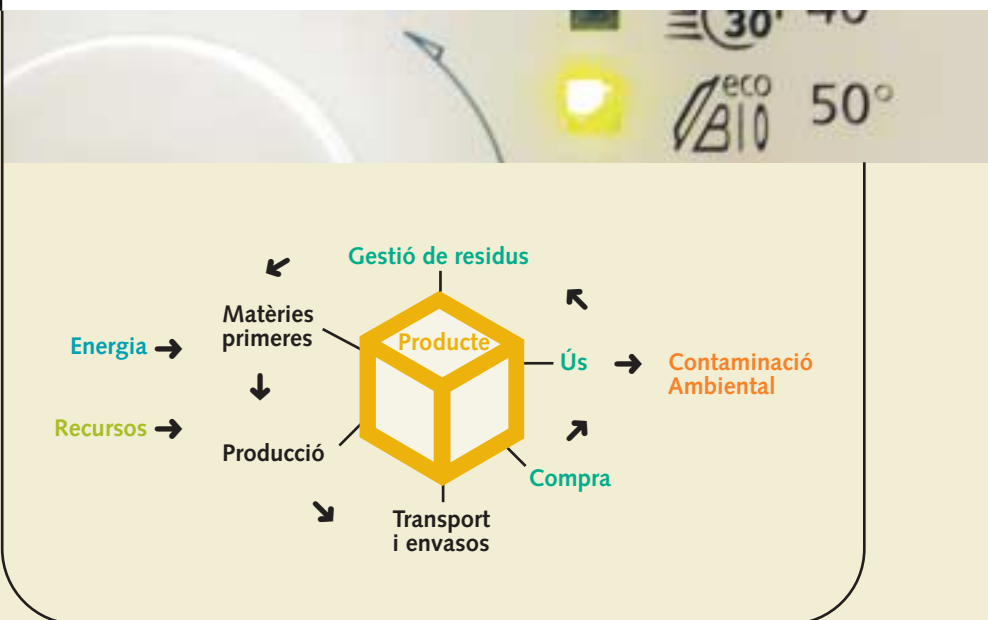 30' 40°
eco
BIO 50°
Gestió de residus
Matèries
primeres
Producte
Energia
Ús
Contaminació
Ambiental
Recursos
Producció
Compra
Transport
i envasos